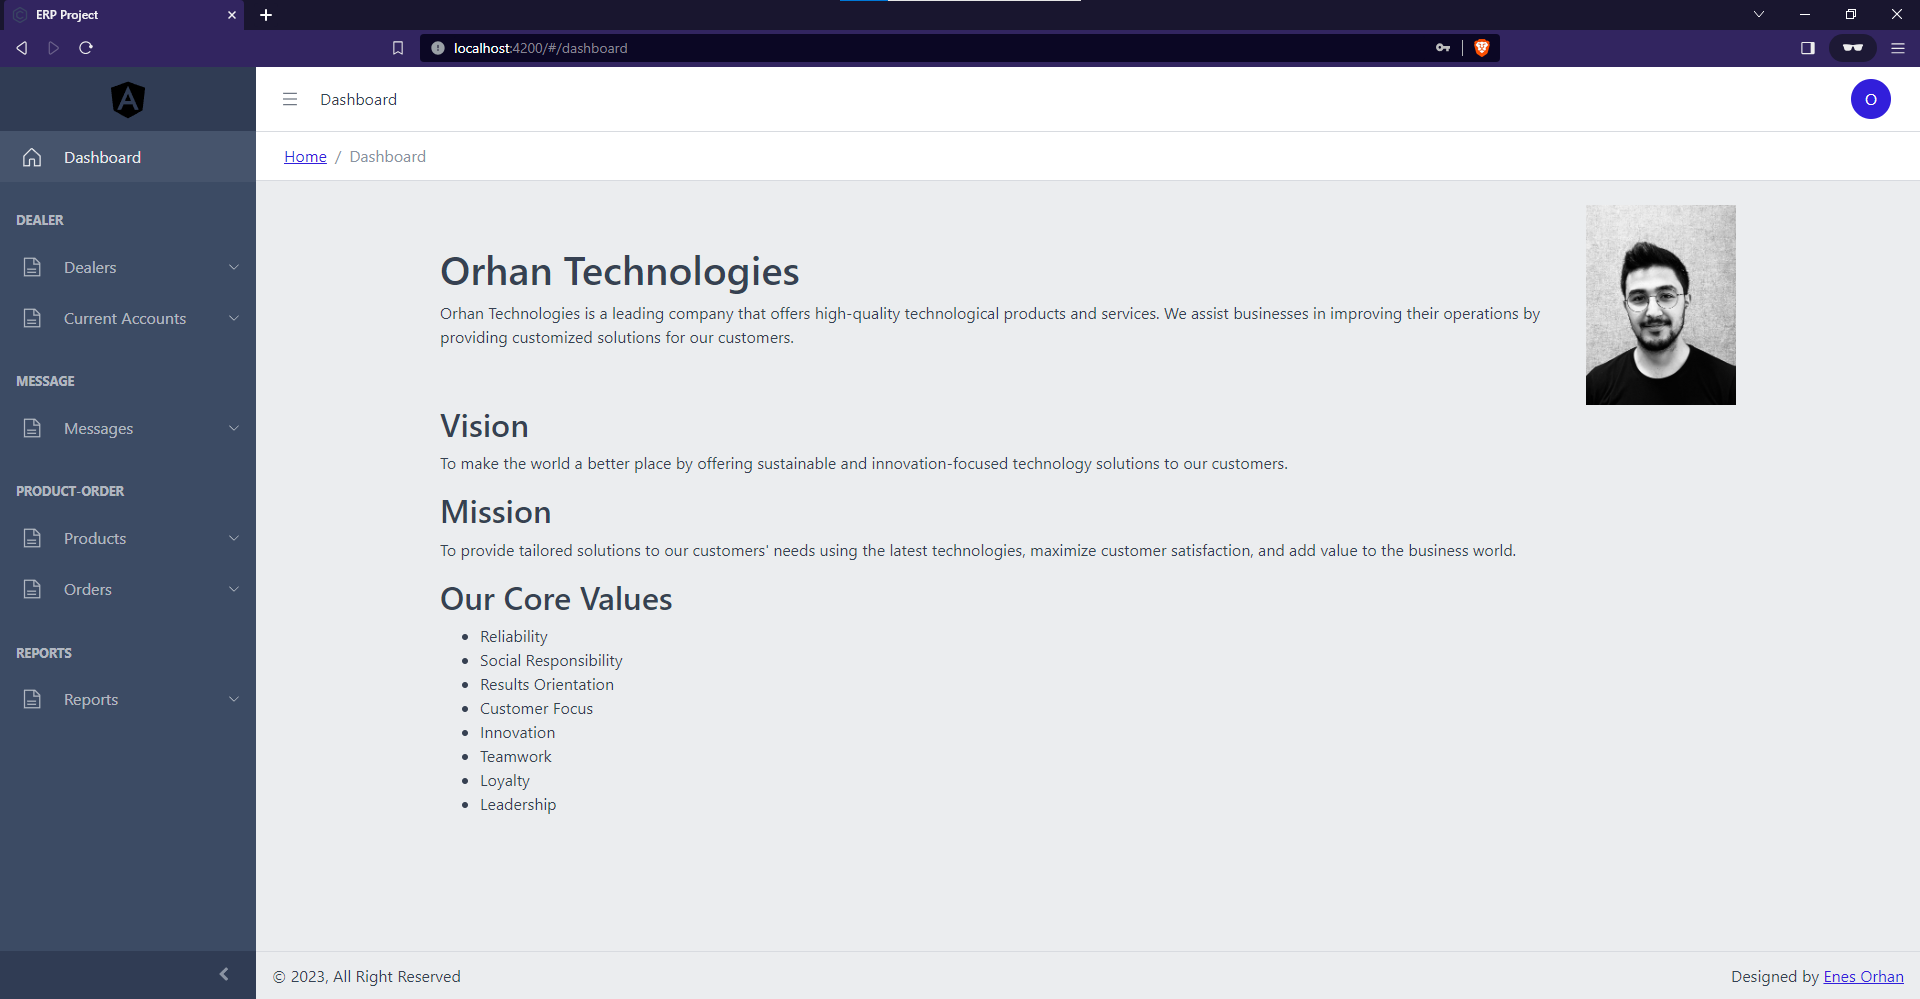 ERP Project
localhost:4200/#/dashboard
Dashboard
O
Home / Dashboard
Dashboard
DEALER
Dealers
Current Accounts
MESSAGE
Messages
PRODUCT-ORDER
Products
Orders
REPORTS
Reports
Orhan Technologies
Orhan Technologies is a leading company that offers high-quality technological products and services. We assist businesses in improving their operations by
providing customized solutions for our customers.
Vision
To make the world a better place by offering sustainable and innovation-focused technology solutions to our customers.
Mission
To provide tailored solutions to our customers' needs using the latest technologies, maximize customer satisfaction, and add value to the business world.
Our Core Values
Reliability
Social Responsibility
Results Orientation
Customer Focus
Innovation
Teamwork
Loyalty
Leadership
© 2023, All Right Reserved
Designed by Enes Orhan